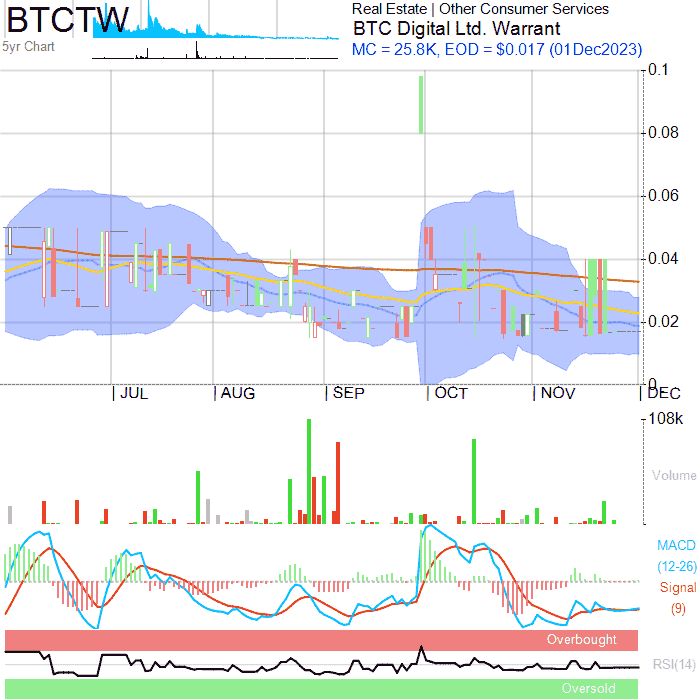 BTCTW
5yr Chart
Real Estate | Other Consumer Services
BTC Digital Ltd. Warrant
MC = 25.8K, EOD = $0.017 (01Dec2023)
0.1
0.08
0.06
0.04
0.02
0
JUL AUG SEP OCT NOV DEC
108k
Volume
MACD
(12-26)
Signal
(9)
Overbought
RSI(14)
Oversold